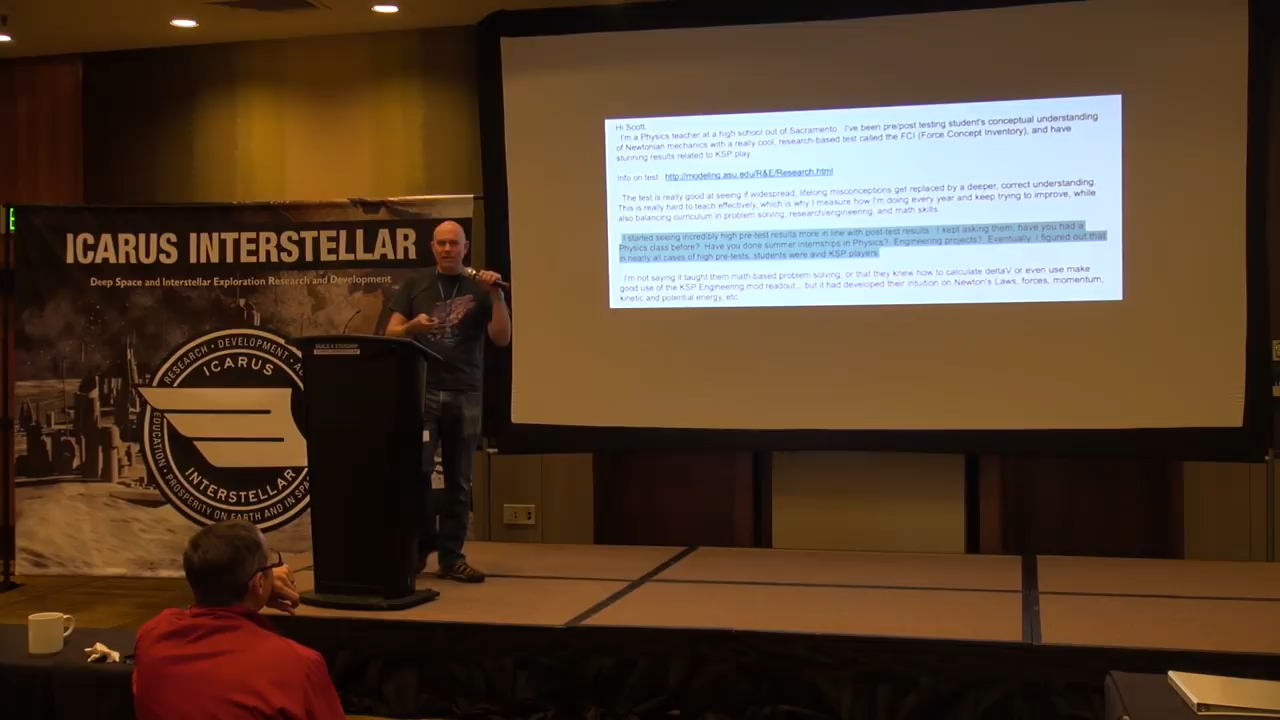 Hi Scott,
I'm a Physics teacher at a high school out of Sacramento. I've been pre/post testing student's conceptual understanding
of Newtonian mechanics with a really cool, research-based test called the FCI (Force Concept Inventory), and have
stunning results related to KSP play.
Info on test: http://modeling.asu.edu/R&E/Research.html
The test is really good at seeing if widespread, lifelong misconceptions get replaced by a deeper, correct understanding.
This is really hard to teach effectively, which is why I measure how I'm doing every year and keep trying to improve, while
also balancing curriculum in problem solving, research/engineering, and math skills.
I started seeing incredibly high pre-test results more in line with post-test results. I kept asking them, have you had a
Physics class before? Have you done summer internships in Physics? Engineering projects? Eventually, I figured out that
in nearly all cases of high pre-tests, students were avid KSP players.
I'm not saying it taught them math-based problem solving, or that they knew how to calculate deltaV or even use make
good use of the KSP Engineering mod readout... but it had developed their intuition on Newton's Laws, forces, momentum,
kinetic and potential energy, etc.
ICARUS INTERSTELLAR
Deep Space and Interstellar Exploration Research and Development
RESEARCH • DEVELOPMENT • A
ICARUS
INTERSTELLAR
EDUCATION • PROSPERITY ON EARTH AND IN SPA